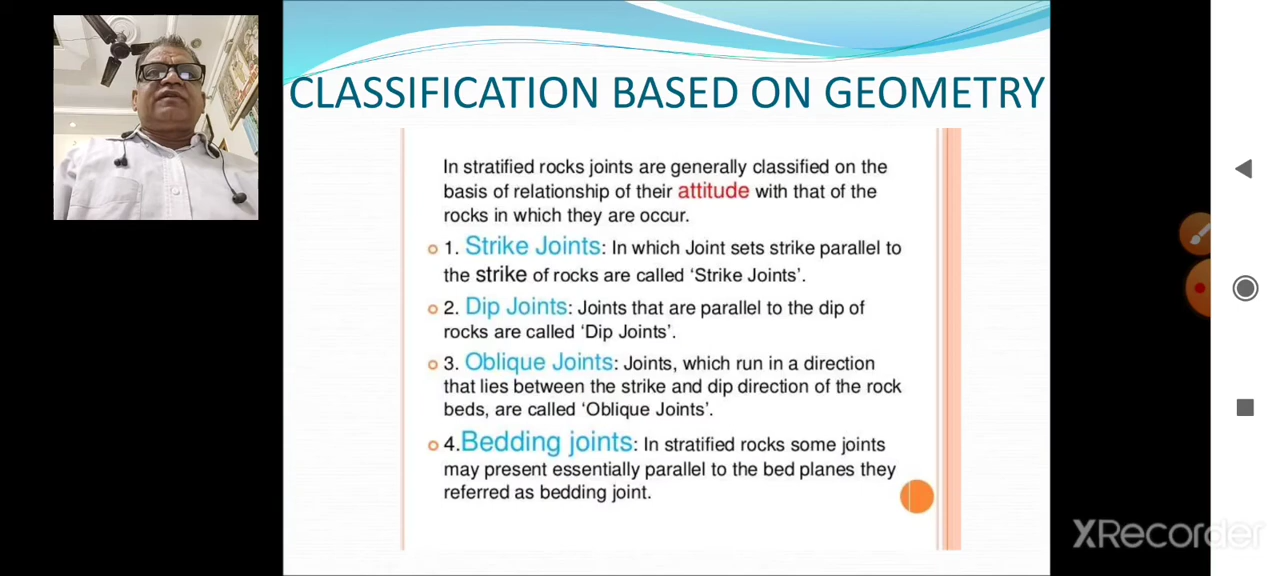 CLASSIFICATION BASED ON GEOMETRY
In stratified rocks joints are generally classified on the
basis of relationship of their attitude with that of the
rocks in which they are occur.
1. Strike Joints: In which Joint sets strike parallel to
the strike of rocks are called ‘Strike Joints’.
2. Dip Joints: Joints that are parallel to the dip of
rocks are called ‘Dip Joints’.
3. Oblique Joints: Joints, which run in a direction
that lies between the strike and dip direction of the rock
beds, are called ‘Oblique Joints’.
4.Bedding joints: In stratified rocks some joints
may present essentially parallel to the bed planes they
referred as bedding joint.
XRecorder